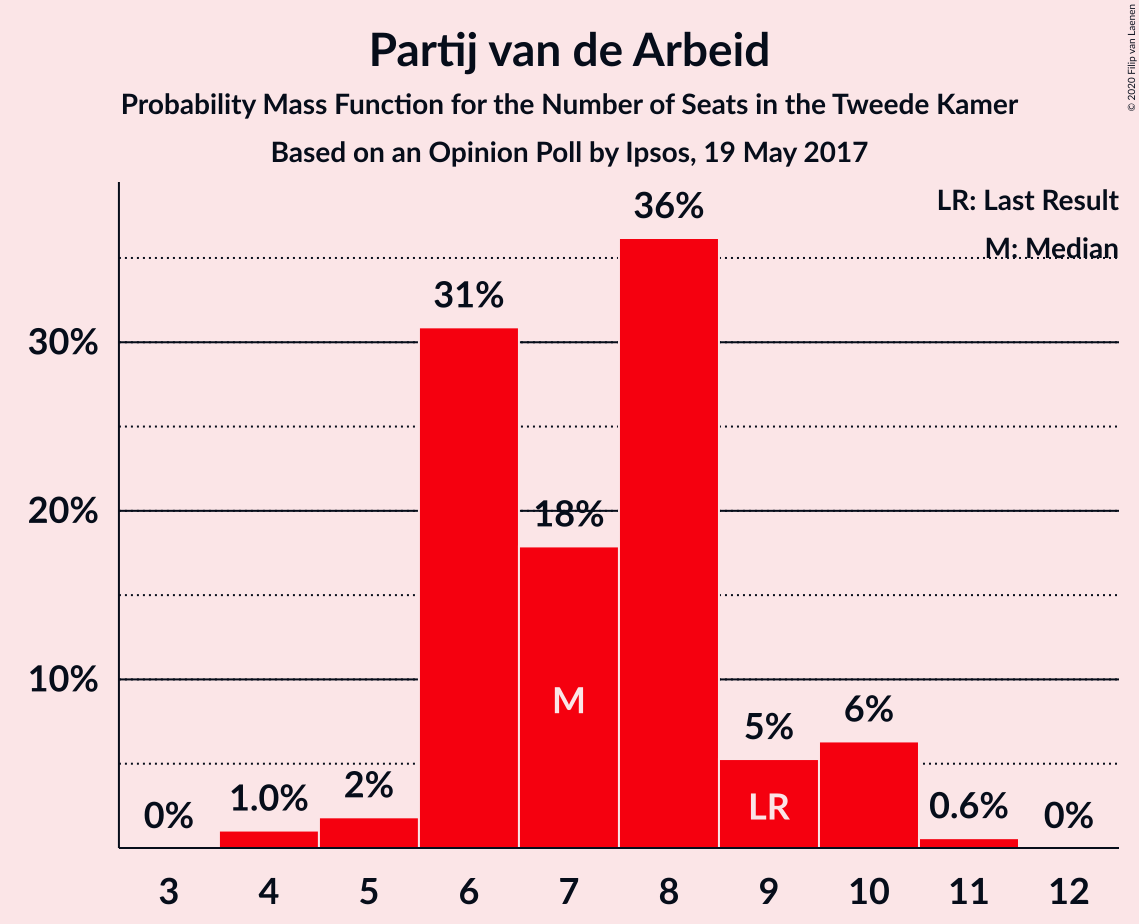 Partij van de Arbeid
Probability Mass Function for the Number of Seats in the Tweede Kamer
Based on an Opinion Poll by Ipsos, 19 May 2017
© 2020 Filip van Laenen
LR: Last Result
M: Median
36%
31%
30%
20%
18%
10%
M
6%
5%
2%
1.0%
0%
LR
0.6%
0%
3 4 5 6 7 8 9 10 11 12